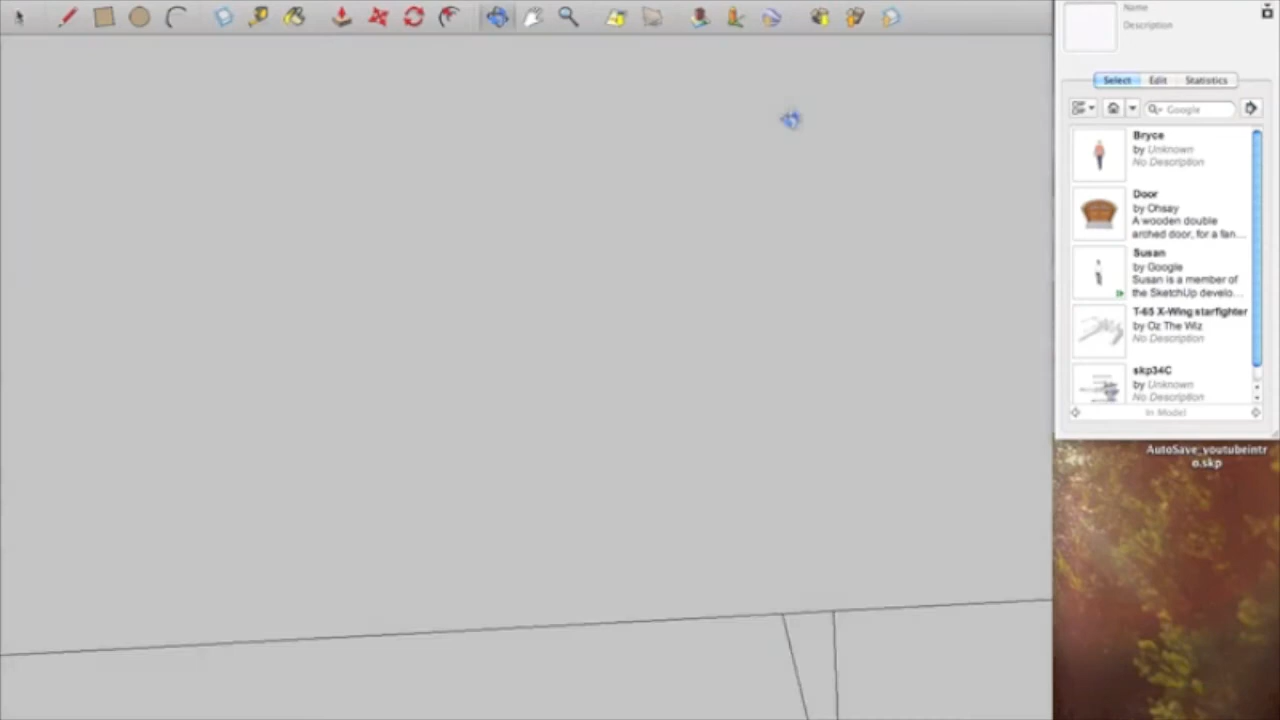 Name
Description
Select Edit Statistics
Google
Bryce
by Unknown
No Description
Door
by Ohsay
A wooden double
arched door, for a fan...
Susan
by Google
Susan is a member of
the SketchUp develo...
T-65 X-Wing starfighter
by Oz The Wiz
No Description
skp34C
by Unknown
No Description
In Model
AutoSave_youtubeintr
o.skp